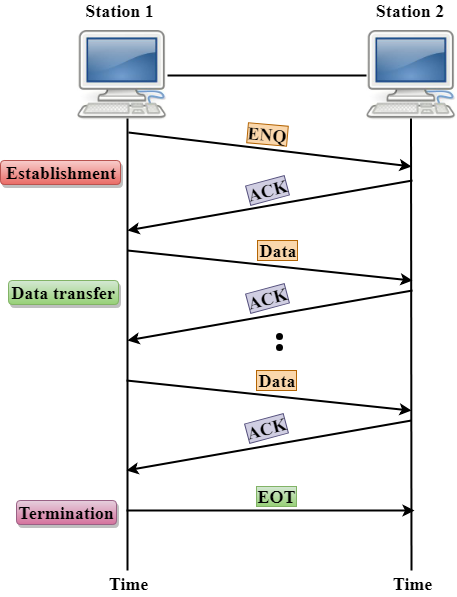 Station 1
Station 2
ENQ
Establishment
ACK
Data
Data transfer
ACK
Data
ACK
EOT
Termination
Time
Time